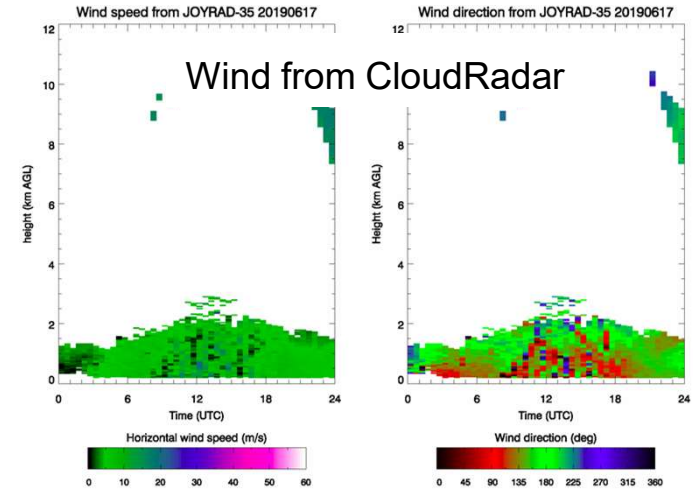 Wind speed from JOYRAD-35 20190617
Wind direction from JOYRAD-35 20190617
Wind from CloudRadar
12
10
8
6
4
2
0
height (km AGL)
0 6 12 18 24
Time (UTC)
Horizontal wind speed (m/s)
0 10 20 30 40 50 60
12
10
8
6
4
2
0
Height (km AGL)
0 6 12 18 24
Time (UTC)
Wind direction (deg)
0 45 90 135 180 225 270 315 360